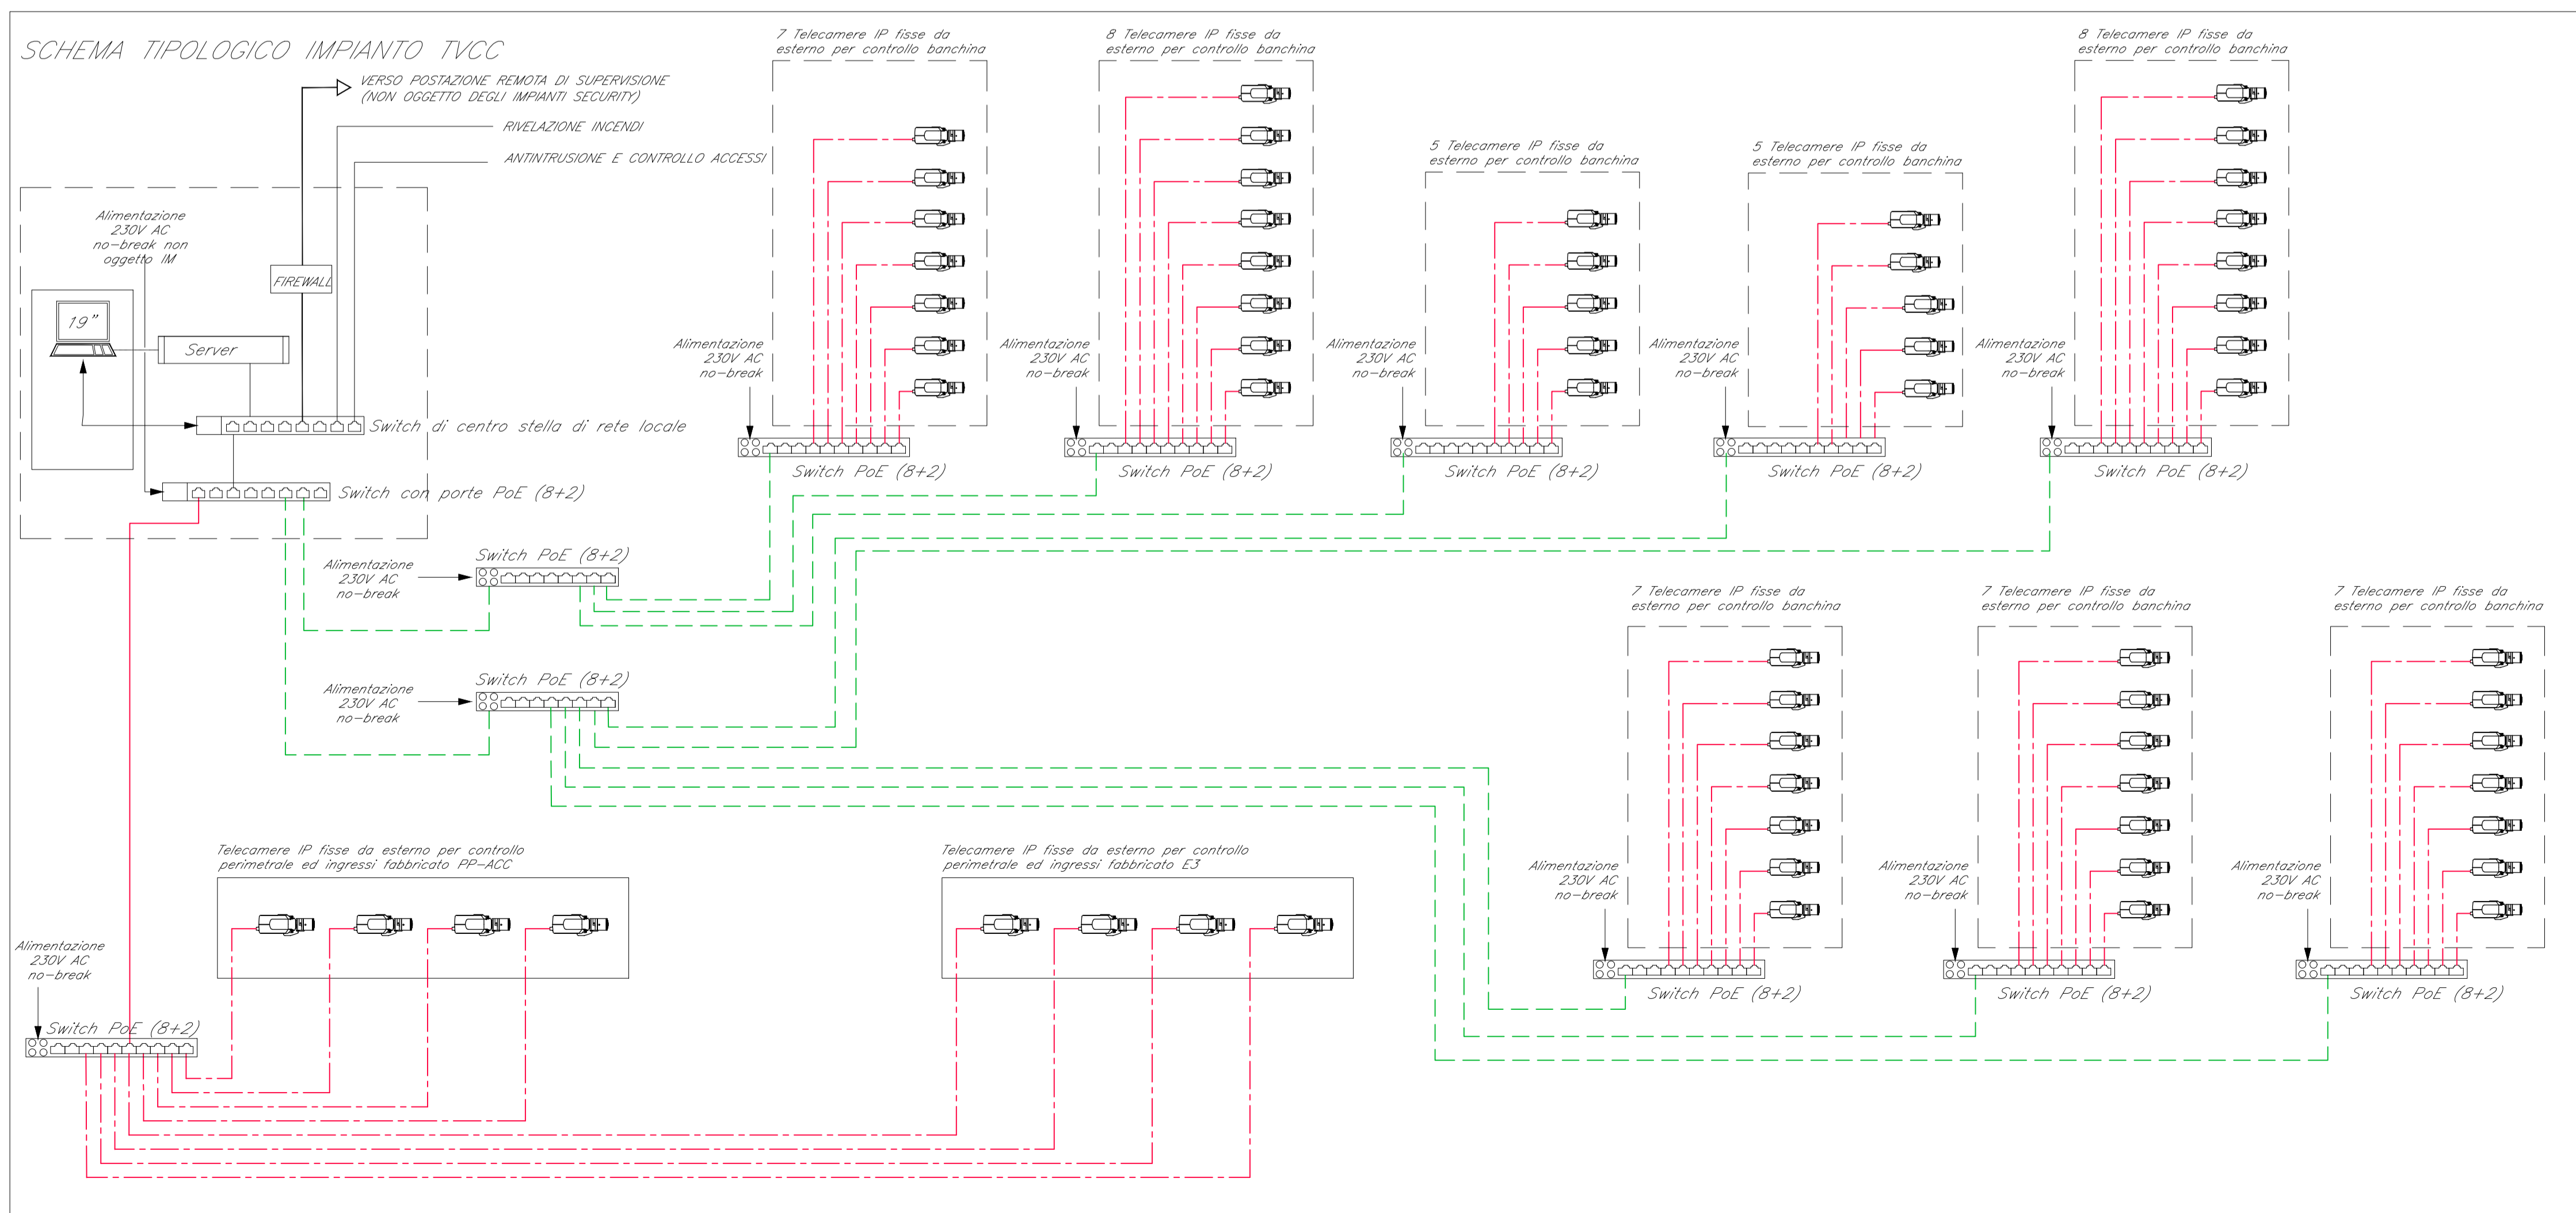 SCHEMA TIPOLOGICO IMPIANTO TVCC
VERSO POSTAZIONE REMOTA DI SUPERVISIONE
(NON OGGETTO DEGLI IMPIANTI SECURITY)
RIVELAZIONE INCENDI
ANTINTRUSIONE E CONTROLLO ACCESSI
Alimentazione
230V AC
no-break non
oggetto IM
FIREWALL
19"
Server
Switch di centro stella di rete locale
Switch con porte PoE (8+2)
7 Telecamere IP fisse da
esterno per controllo banchina
Alimentazione
230V AC
no-break
Switch PoE (8+2)
8 Telecamere IP fisse da
esterno per controllo banchina
Alimentazione
230V AC
no-break
Switch PoE (8+2)
5 Telecamere IP fisse da
esterno per controllo banchina
Alimentazione
230V AC
no-break
Switch PoE (8+2)
5 Telecamere IP fisse da
esterno per controllo banchina
Alimentazione
230V AC
no-break
Switch PoE (8+2)
8 Telecamere IP fisse da
esterno per controllo banchina
Alimentazione
230V AC
no-break
Switch PoE (8+2)
Switch PoE (8+2)
Alimentazione
230V AC
no-break
Switch PoE (8+2)
Alimentazione
230V AC
no-break
7 Telecamere IP fisse da
esterno per controllo banchina
Alimentazione
230V AC
no-break
Switch PoE (8+2)
7 Telecamere IP fisse da
esterno per controllo banchina
Alimentazione
230V AC
no-break
Switch PoE (8+2)
7 Telecamere IP fisse da
esterno per controllo banchina
Alimentazione
230V AC
no-break
Switch PoE (8+2)
Telecamere IP fisse da esterno per controllo
perimetrale ed ingressi fabbricato PP-ACC
Telecamere IP fisse da esterno per controllo
perimetrale ed ingressi fabbricato E3
Alimentazione
230V AC
no-break
Switch PoE (8+2)